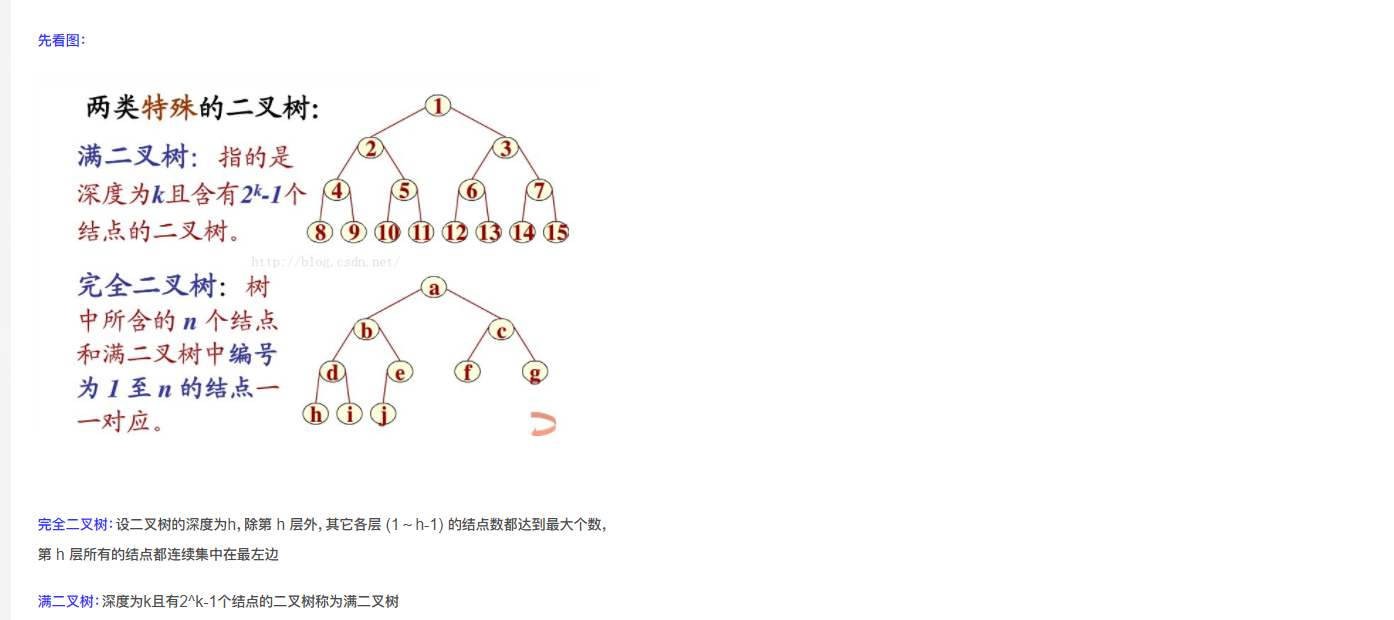 先看图：
两类特殊的二叉树:
满二叉树：指的是
深度为k且含有2ᵏ-1个
结点的二叉树。
1
2 3
4 5 6 7
8 9 10 11 12 13 14 15
http://blog.csdn.net/
完全二叉树：树
中所含的 n 个结点
和满二叉树中编号
为 1 至 n 的结点一
一对应。
a
b c
d e f g
h i j
完全二叉树：设二叉树的深度为h，除第 h 层外，其它各层 (1～h-1) 的结点数都达到最大个数，
第 h 层所有的结点都连续集中在最左边
满二叉树：深度为k且有2^k-1个结点的二叉树称为满二叉树